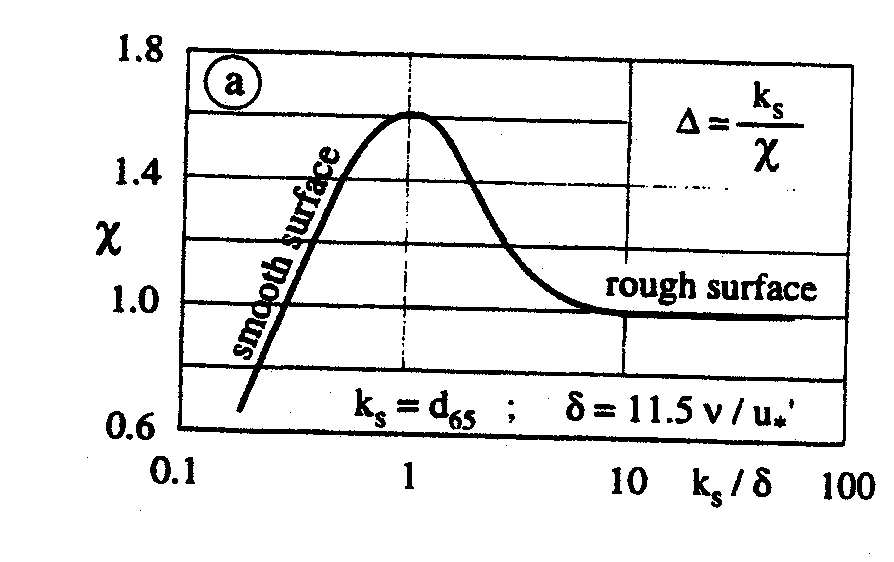 1.8
a
Δ = k_s / χ
1.4
χ
smooth surface
1.0
rough surface
k_s = d_65 ; δ = 11.5 ν / u_*'
0.6
0.1 1 10 k_s / δ 100